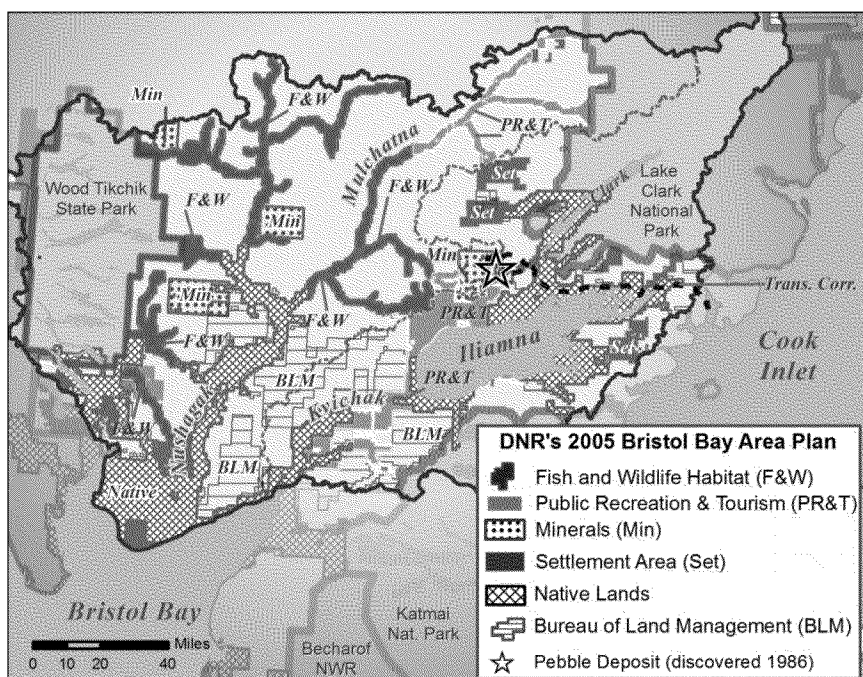 Min
F&W
PR&T
Mulchatna
Wood Tikchik
State Park
F&W
F&W
Set
Set
Clark
Lake
Clark
National
Park
Min
Min
Min
F&W
PR&T
Trans. Corr.
F&W
Iliamna
Set
Cook
Inlet
BLM
PR&T
Kvichak
F&W
Nushagak
BLM
BLM
Native
Bristol Bay
Katmai
Nat. Park
Becharof
NWR
Miles
0 10 20 40
DNR's 2005 Bristol Bay Area Plan
Fish and Wildlife Habitat (F&W)
Public Recreation & Tourism (PR&T)
Minerals (Min)
Settlement Area (Set)
Native Lands
Bureau of Land Management (BLM)
Pebble Deposit (discovered 1986)